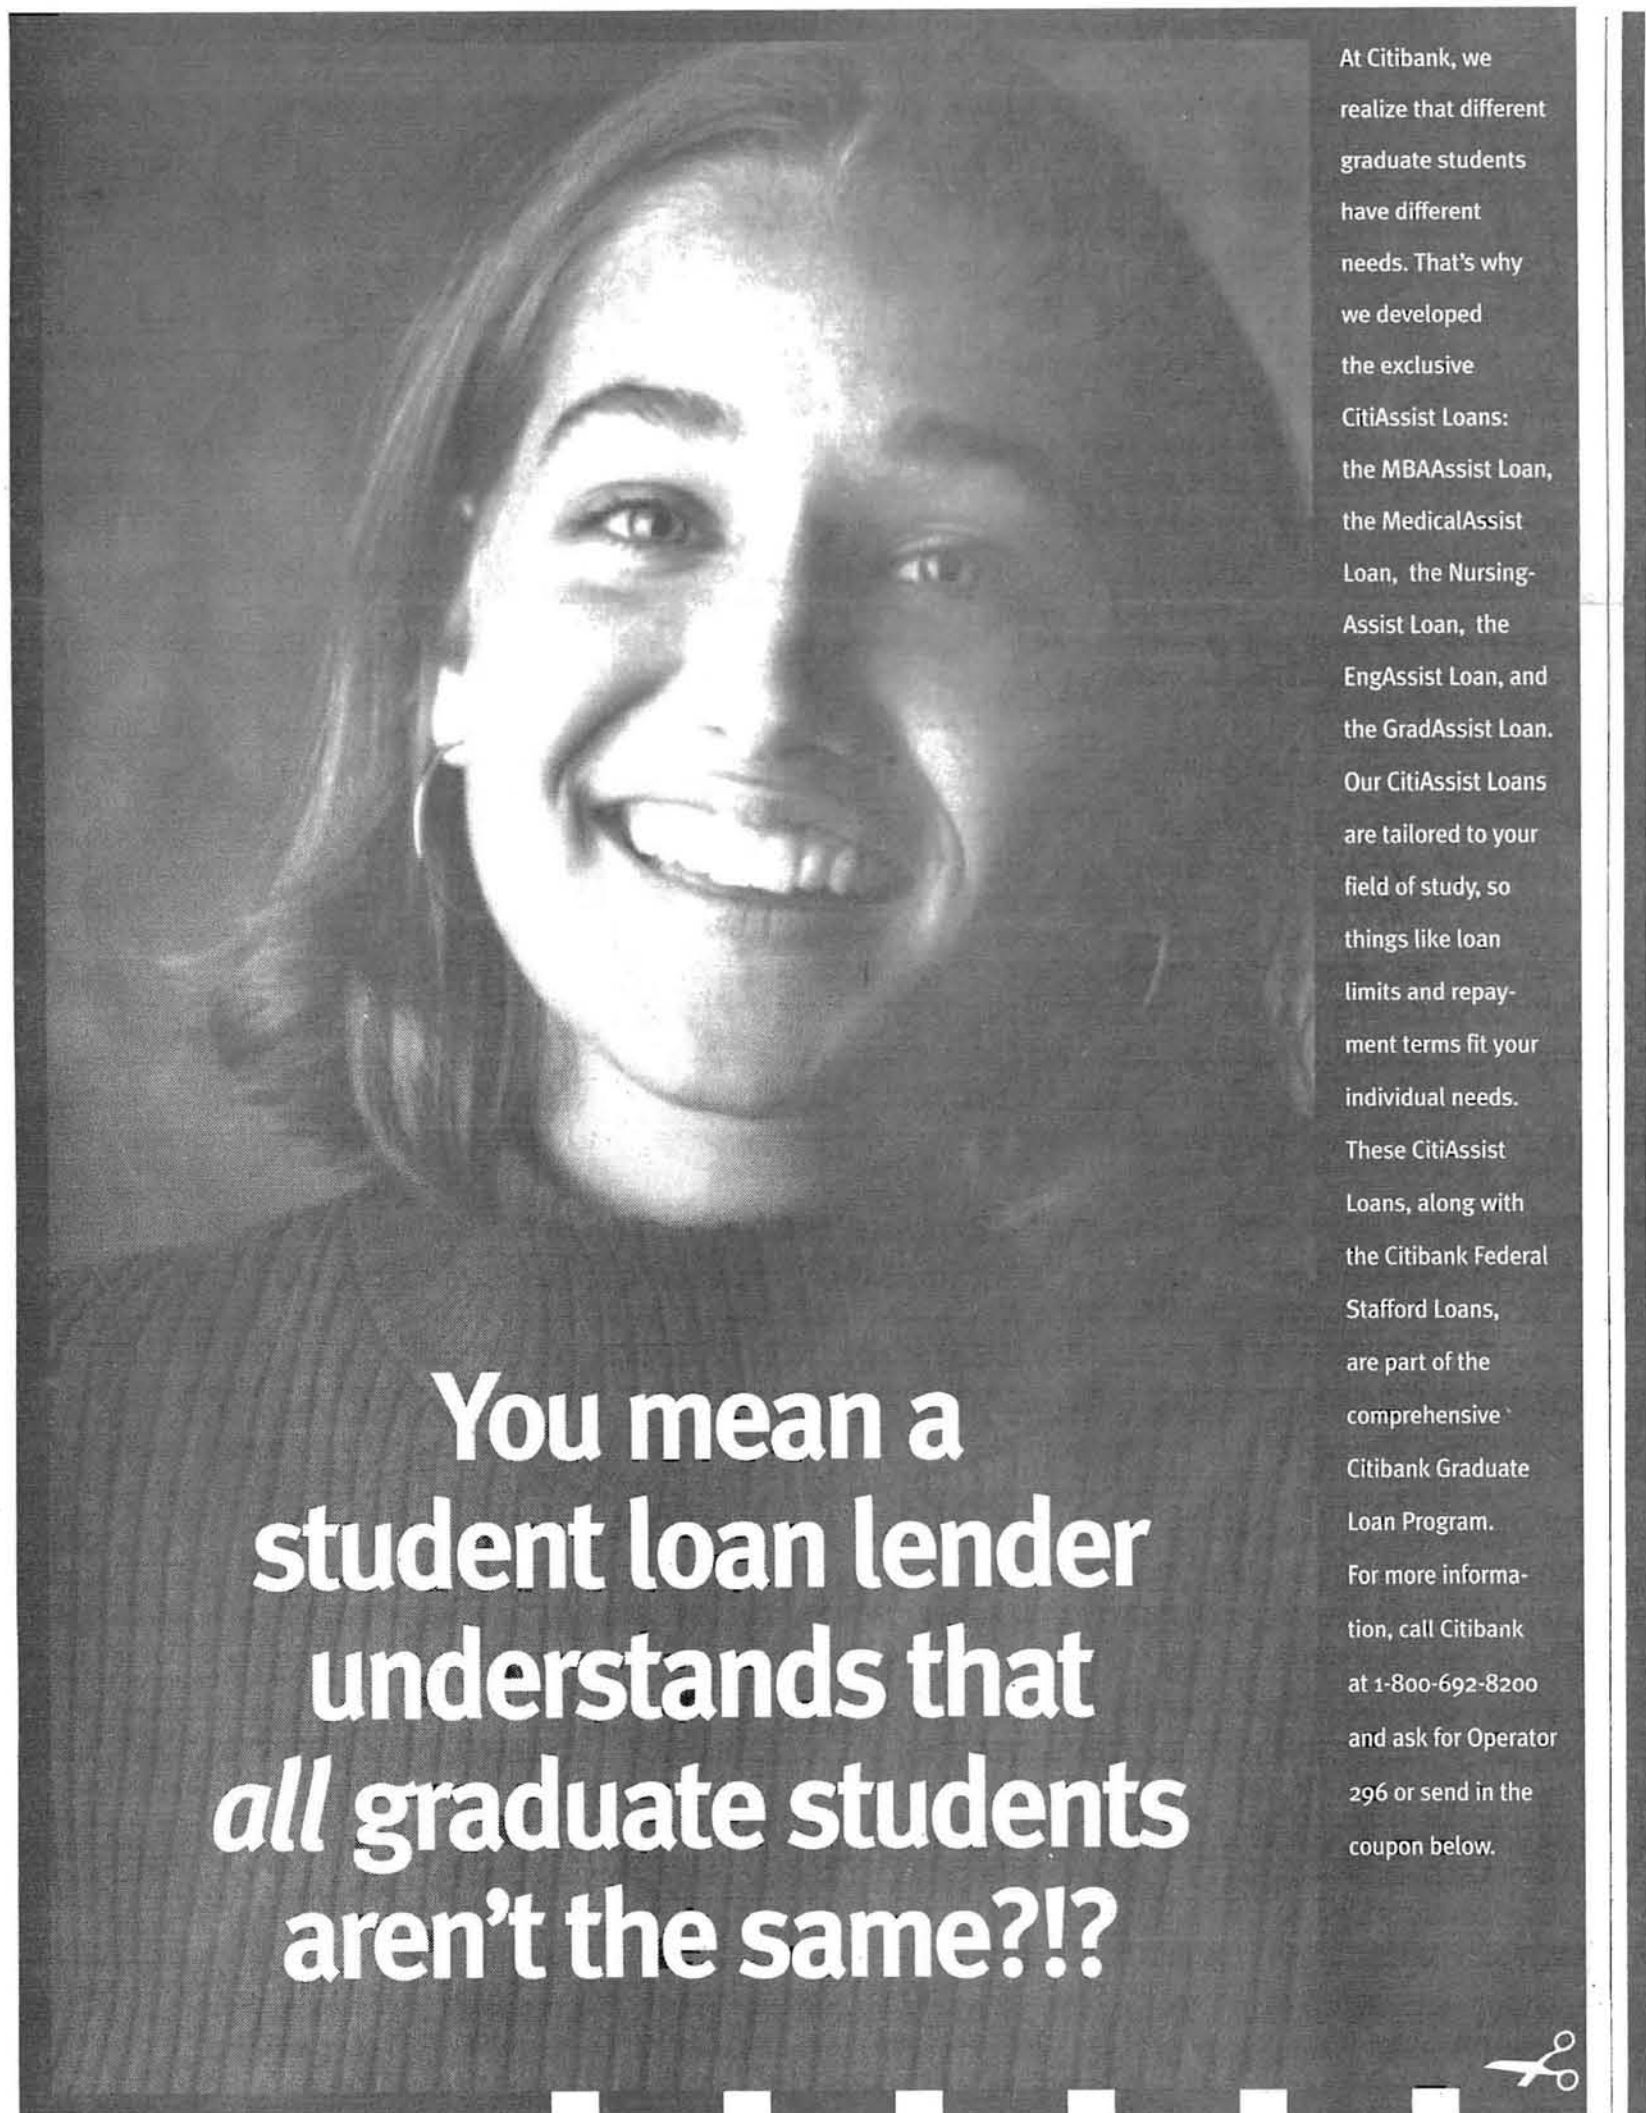 At Citibank, we
realize that different
graduate students
have different
needs. That's why
we developed
the exclusive
CitiAssist Loans:
the MBAAssist Loan,
the MedicalAssist
Loan, the Nursing-
Assist Loan, the
EngAssist Loan, and
the GradAssist Loan.
Our CitiAssist Loans
are tailored to your
field of study, so
things like loan
limits and repay-
ment terms fit your
individual needs.
These CitiAssist
Loans, along with
the Citibank Federal
Stafford Loans,
are part of the
comprehensive
Citibank Graduate
Loan Program.
For more informa-
tion, call Citibank
at 1-800-692-8200
and ask for Operator
296 or send in the
coupon below.
You mean a
student loan lender
understands that
all graduate students
aren't the same?!?